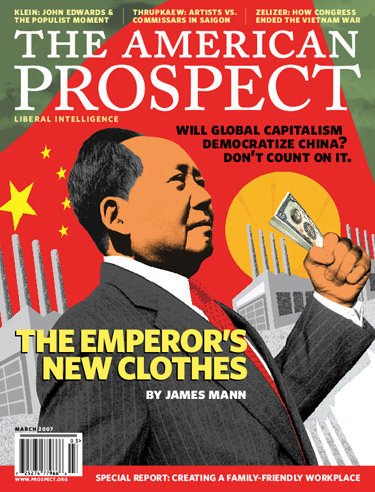 KLEIN: JOHN EDWARDS &
THE POPULIST MOMENT
THRUPKAEW: ARTISTS VS.
COMMISSARS IN SAIGON
ZELIZER: HOW CONGRESS
ENDED THE VIETNAM WAR
THE AMERICAN
PROSPECT
LIBERAL INTELLIGENCE
WILL GLOBAL CAPITALISM
DEMOCRATIZE CHINA?
DON'T COUNT ON IT.
THE EMPEROR'S
NEW CLOTHES
BY JAMES MANN
MARCH 2007
03>
WWW.PROSPECT.ORG
SPECIAL REPORT: CREATING A FAMILY-FRIENDLY WORKPLACE